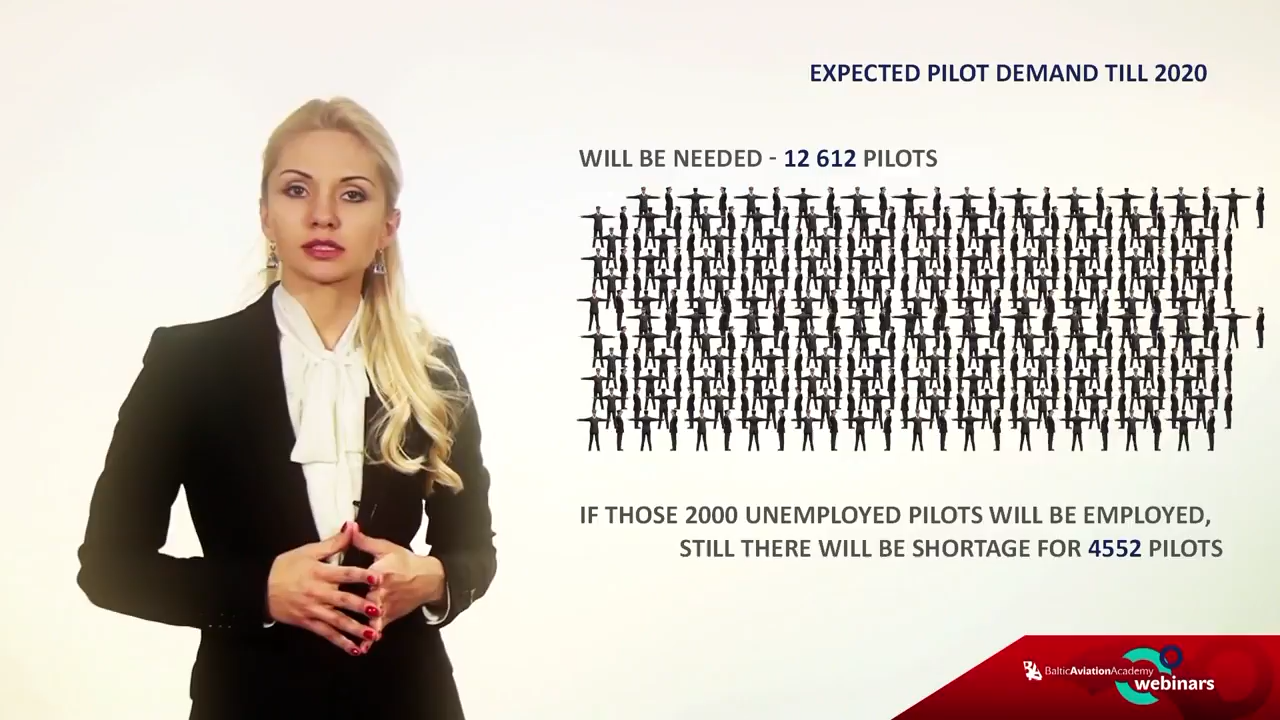 EXPECTED PILOT DEMAND TILL 2020
WILL BE NEEDED - 12 612 PILOTS
IF THOSE 2000 UNEMPLOYED PILOTS WILL BE EMPLOYED,
STILL THERE WILL BE SHORTAGE FOR 4552 PILOTS
BalticAviationAcademy
webinars